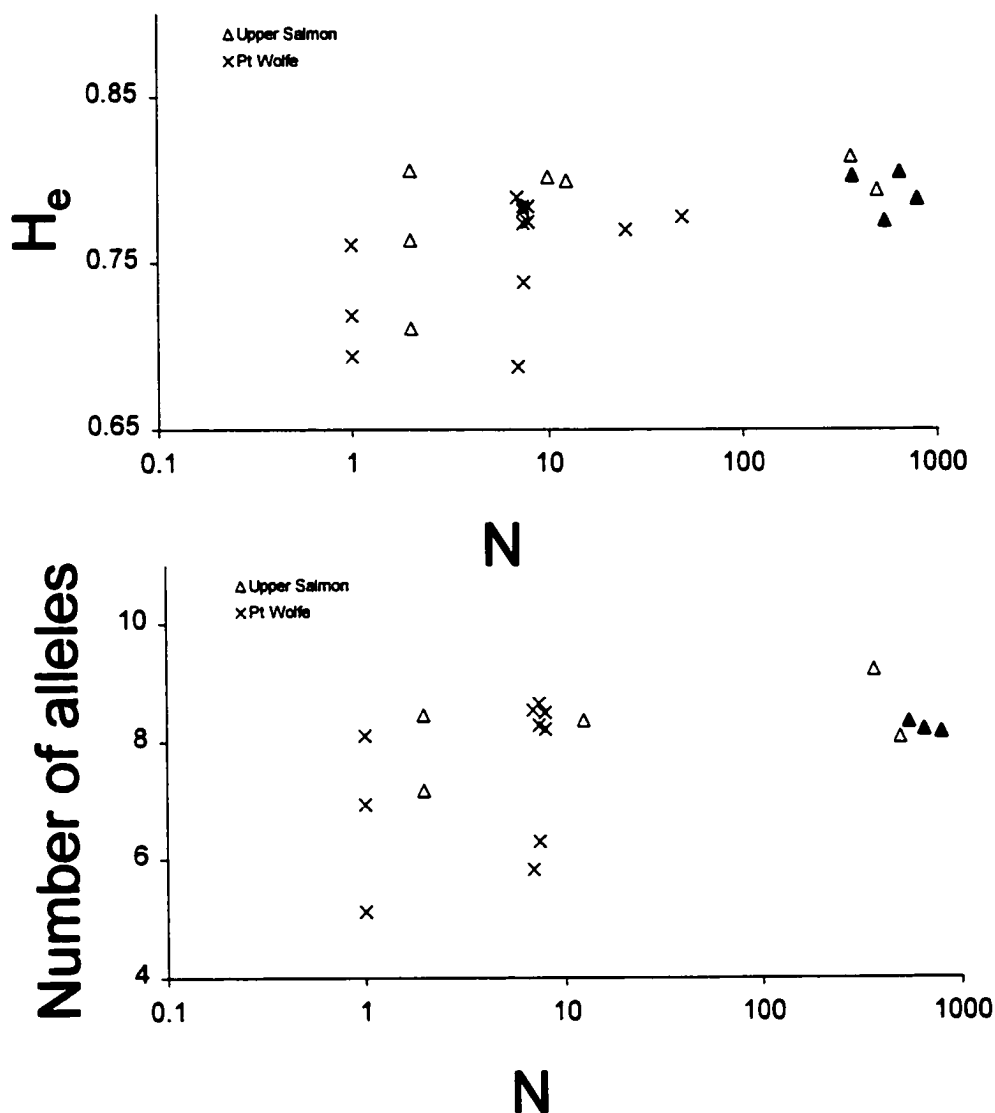 △ Upper Salmon
× Pt Wolfe
0.85
0.75
0.65
He
0.1 1 10 100 1000
N
△ Upper Salmon
× Pt Wolfe
10
8
6
4
Number of alleles
0.1 1 10 100 1000
N